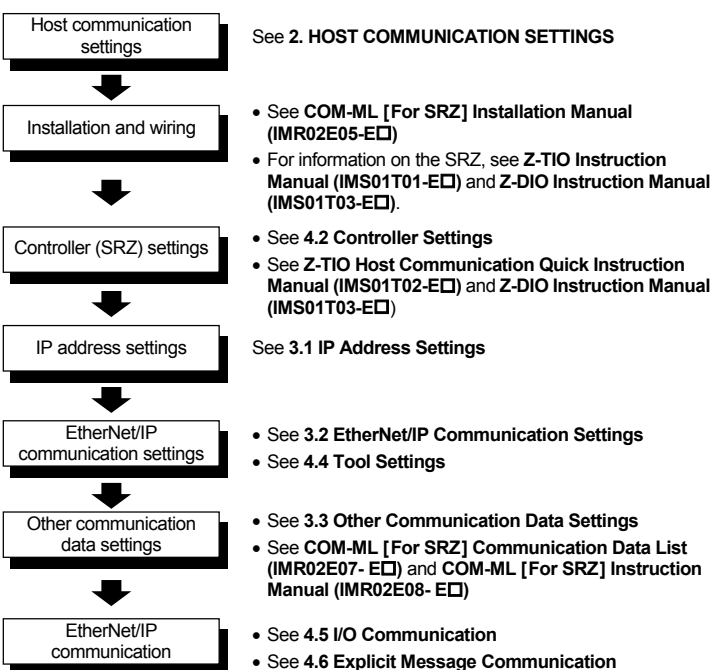 Host communication
settings
See 2. HOST COMMUNICATION SETTINGS
Installation and wiring
• See COM-ML [For SRZ] Installation Manual
(IMR02E05-E□)
• For information on the SRZ, see Z-TIO Instruction
Manual (IMS01T01-E□) and Z-DIO Instruction Manual
(IMS01T03-E□).
Controller (SRZ) settings
• See 4.2 Controller Settings
• See Z-TIO Host Communication Quick Instruction
Manual (IMS01T02-E□) and Z-DIO Instruction Manual
(IMS01T03-E□)
IP address settings
See 3.1 IP Address Settings
EtherNet/IP
communication settings
• See 3.2 EtherNet/IP Communication Settings
• See 4.4 Tool Settings
Other communication
data settings
• See 3.3 Other Communication Data Settings
• See COM-ML [For SRZ] Communication Data List
(IMR02E07- E□) and COM-ML [For SRZ] Instruction
Manual (IMR02E08- E□)
EtherNet/IP
communication
• See 4.5 I/O Communication
• See 4.6 Explicit Message Communication